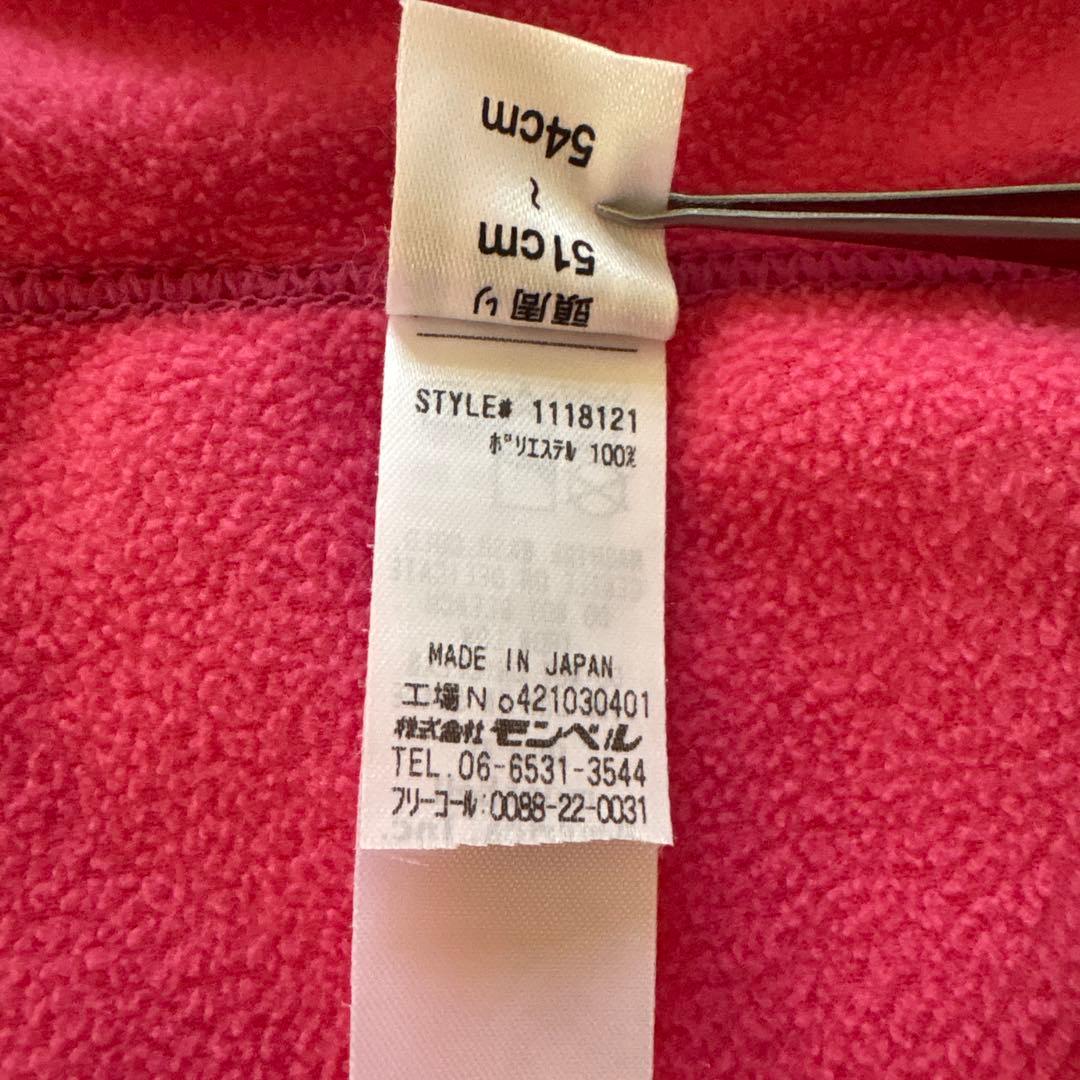 頭周り
51cm
~
54cm
STYLE# 1118121
ポリエステル 100%
MADE IN JAPAN
工場No421030401
株式会社 モンベル
TEL.06-6531-3544
フリーコール:0088-22-0031